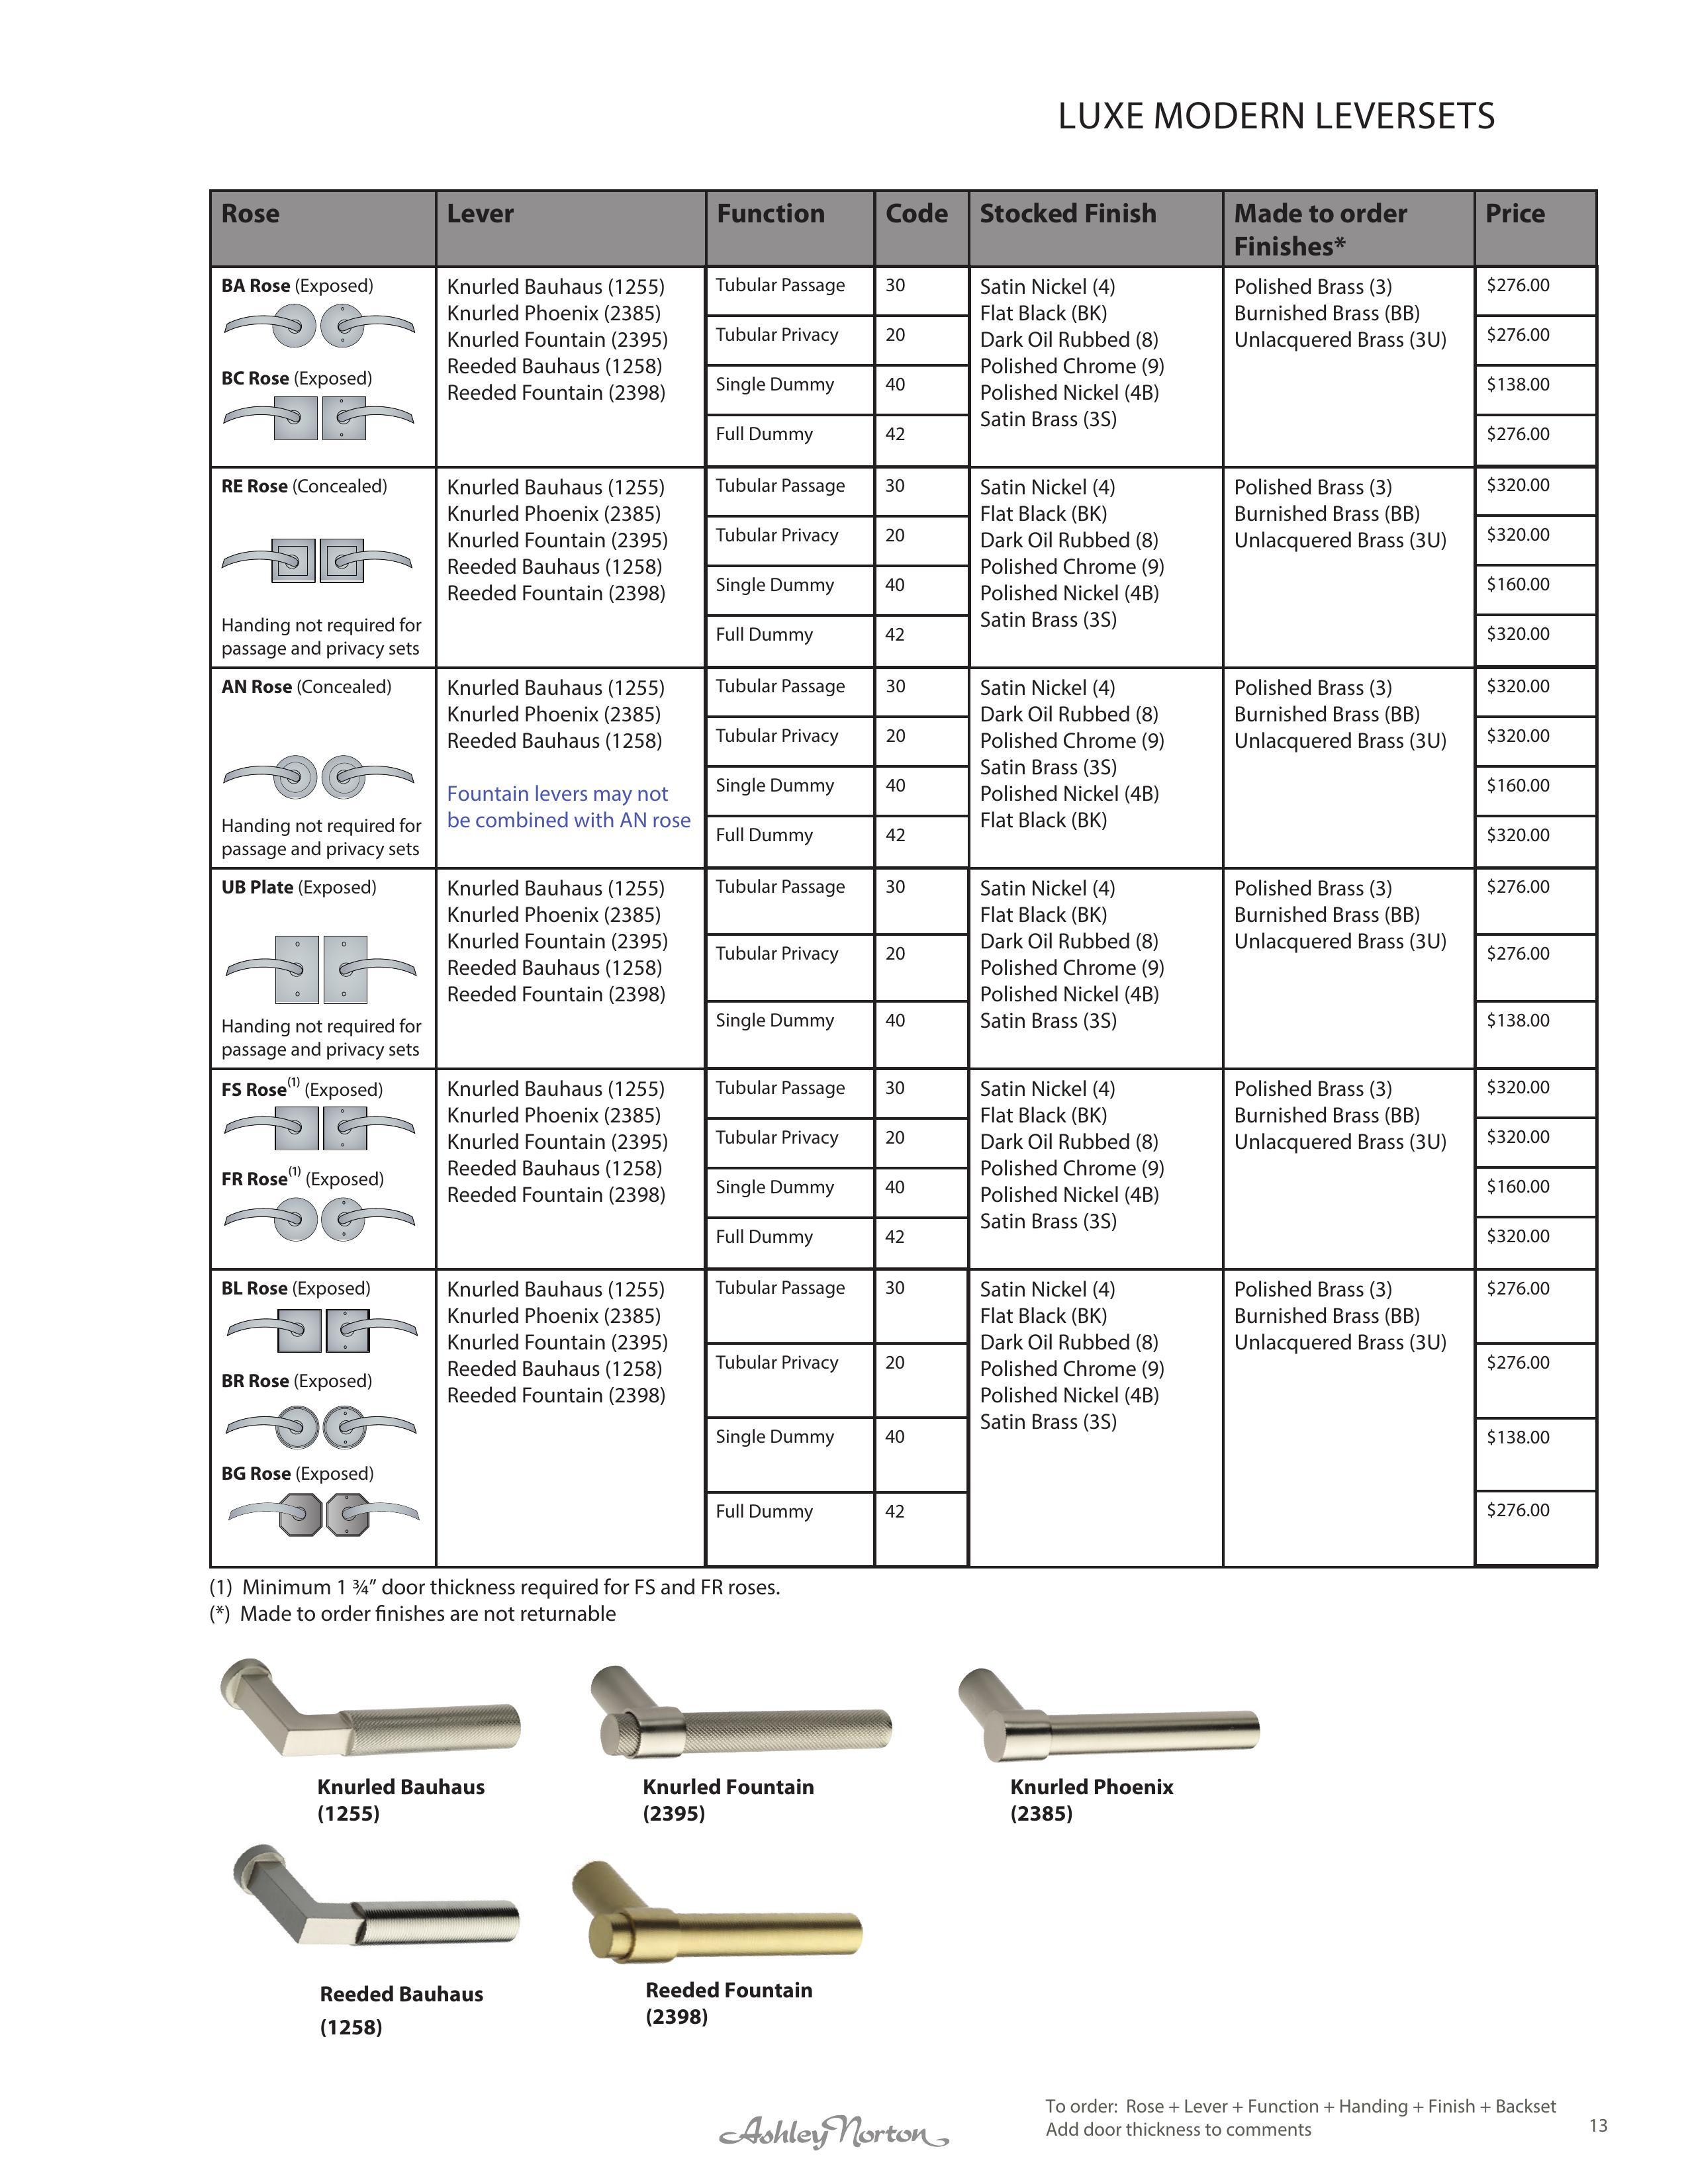 LUXE MODERN LEVERSETS
Rose Lever Function Code Stocked Finish Made to order Finishes* Price
BA Rose (Exposed)
BC Rose (Exposed)
Knurled Bauhaus (1255)
Knurled Phoenix (2385)
Knurled Fountain (2395)
Reeded Bauhaus (1258)
Reeded Fountain (2398)
Tubular Passage 30
Tubular Privacy 20
Single Dummy 40
Full Dummy 42
Satin Nickel (4)
Flat Black (BK)
Dark Oil Rubbed (8)
Polished Chrome (9)
Polished Nickel (4B)
Satin Brass (3S)
Polished Brass (3)
Burnished Brass (BB)
Unlacquered Brass (3U)
$276.00
$276.00
$138.00
$276.00
RE Rose (Concealed)
Handing not required for
passage and privacy sets
Knurled Bauhaus (1255)
Knurled Phoenix (2385)
Knurled Fountain (2395)
Reeded Bauhaus (1258)
Reeded Fountain (2398)
Tubular Passage 30
Tubular Privacy 20
Single Dummy 40
Full Dummy 42
Satin Nickel (4)
Flat Black (BK)
Dark Oil Rubbed (8)
Polished Chrome (9)
Polished Nickel (4B)
Satin Brass (3S)
Polished Brass (3)
Burnished Brass (BB)
Unlacquered Brass (3U)
$320.00
$320.00
$160.00
$320.00
AN Rose (Concealed)
Handing not required for
passage and privacy sets
Knurled Bauhaus (1255)
Knurled Phoenix (2385)
Reeded Bauhaus (1258)
Fountain levers may not
be combined with AN rose
Tubular Passage 30
Tubular Privacy 20
Single Dummy 40
Full Dummy 42
Satin Nickel (4)
Dark Oil Rubbed (8)
Polished Chrome (9)
Satin Brass (3S)
Polished Nickel (4B)
Flat Black (BK)
Polished Brass (3)
Burnished Brass (BB)
Unlacquered Brass (3U)
$320.00
$320.00
$160.00
$320.00
UB Plate (Exposed)
Handing not required for
passage and privacy sets
Knurled Bauhaus (1255)
Knurled Phoenix (2385)
Knurled Fountain (2395)
Reeded Bauhaus (1258)
Reeded Fountain (2398)
Tubular Passage 30
Tubular Privacy 20
Single Dummy 40
Satin Nickel (4)
Flat Black (BK)
Dark Oil Rubbed (8)
Polished Chrome (9)
Polished Nickel (4B)
Satin Brass (3S)
Polished Brass (3)
Burnished Brass (BB)
Unlacquered Brass (3U)
$276.00
$276.00
$138.00
FS Rose(1) (Exposed)
FR Rose(1) (Exposed)
Knurled Bauhaus (1255)
Knurled Phoenix (2385)
Knurled Fountain (2395)
Reeded Bauhaus (1258)
Reeded Fountain (2398)
Tubular Passage 30
Tubular Privacy 20
Single Dummy 40
Full Dummy 42
Satin Nickel (4)
Flat Black (BK)
Dark Oil Rubbed (8)
Polished Chrome (9)
Polished Nickel (4B)
Satin Brass (3S)
Polished Brass (3)
Burnished Brass (BB)
Unlacquered Brass (3U)
$320.00
$320.00
$160.00
$320.00
BL Rose (Exposed)
BR Rose (Exposed)
BG Rose (Exposed)
Knurled Bauhaus (1255)
Knurled Phoenix (2385)
Knurled Fountain (2395)
Reeded Bauhaus (1258)
Reeded Fountain (2398)
Tubular Passage 30
Tubular Privacy 20
Single Dummy 40
Full Dummy 42
Satin Nickel (4)
Flat Black (BK)
Dark Oil Rubbed (8)
Polished Chrome (9)
Polished Nickel (4B)
Satin Brass (3S)
Polished Brass (3)
Burnished Brass (BB)
Unlacquered Brass (3U)
$276.00
$276.00
$138.00
$276.00
(1) Minimum 1 ¾” door thickness required for FS and FR roses.
(*) Made to order finishes are not returnable
Knurled Bauhaus
(1255)
Knurled Fountain
(2395)
Knurled Phoenix
(2385)
Reeded Bauhaus
(1258)
Reeded Fountain
(2398)
Ashley Norton
To order: Rose + Lever + Function + Handing + Finish + Backset
Add door thickness to comments
13